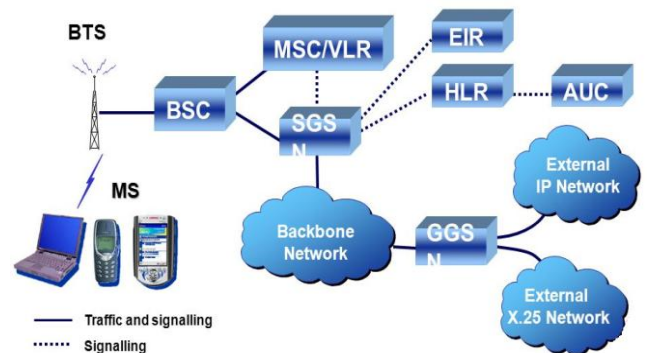 BTS
MSC/VLR
EIR
BSC
SGS
N
HLR
AUC
MS
External
IP Network
Backbone
Network
GGS
N
External
X.25 Network
Traffic and signalling
Signalling